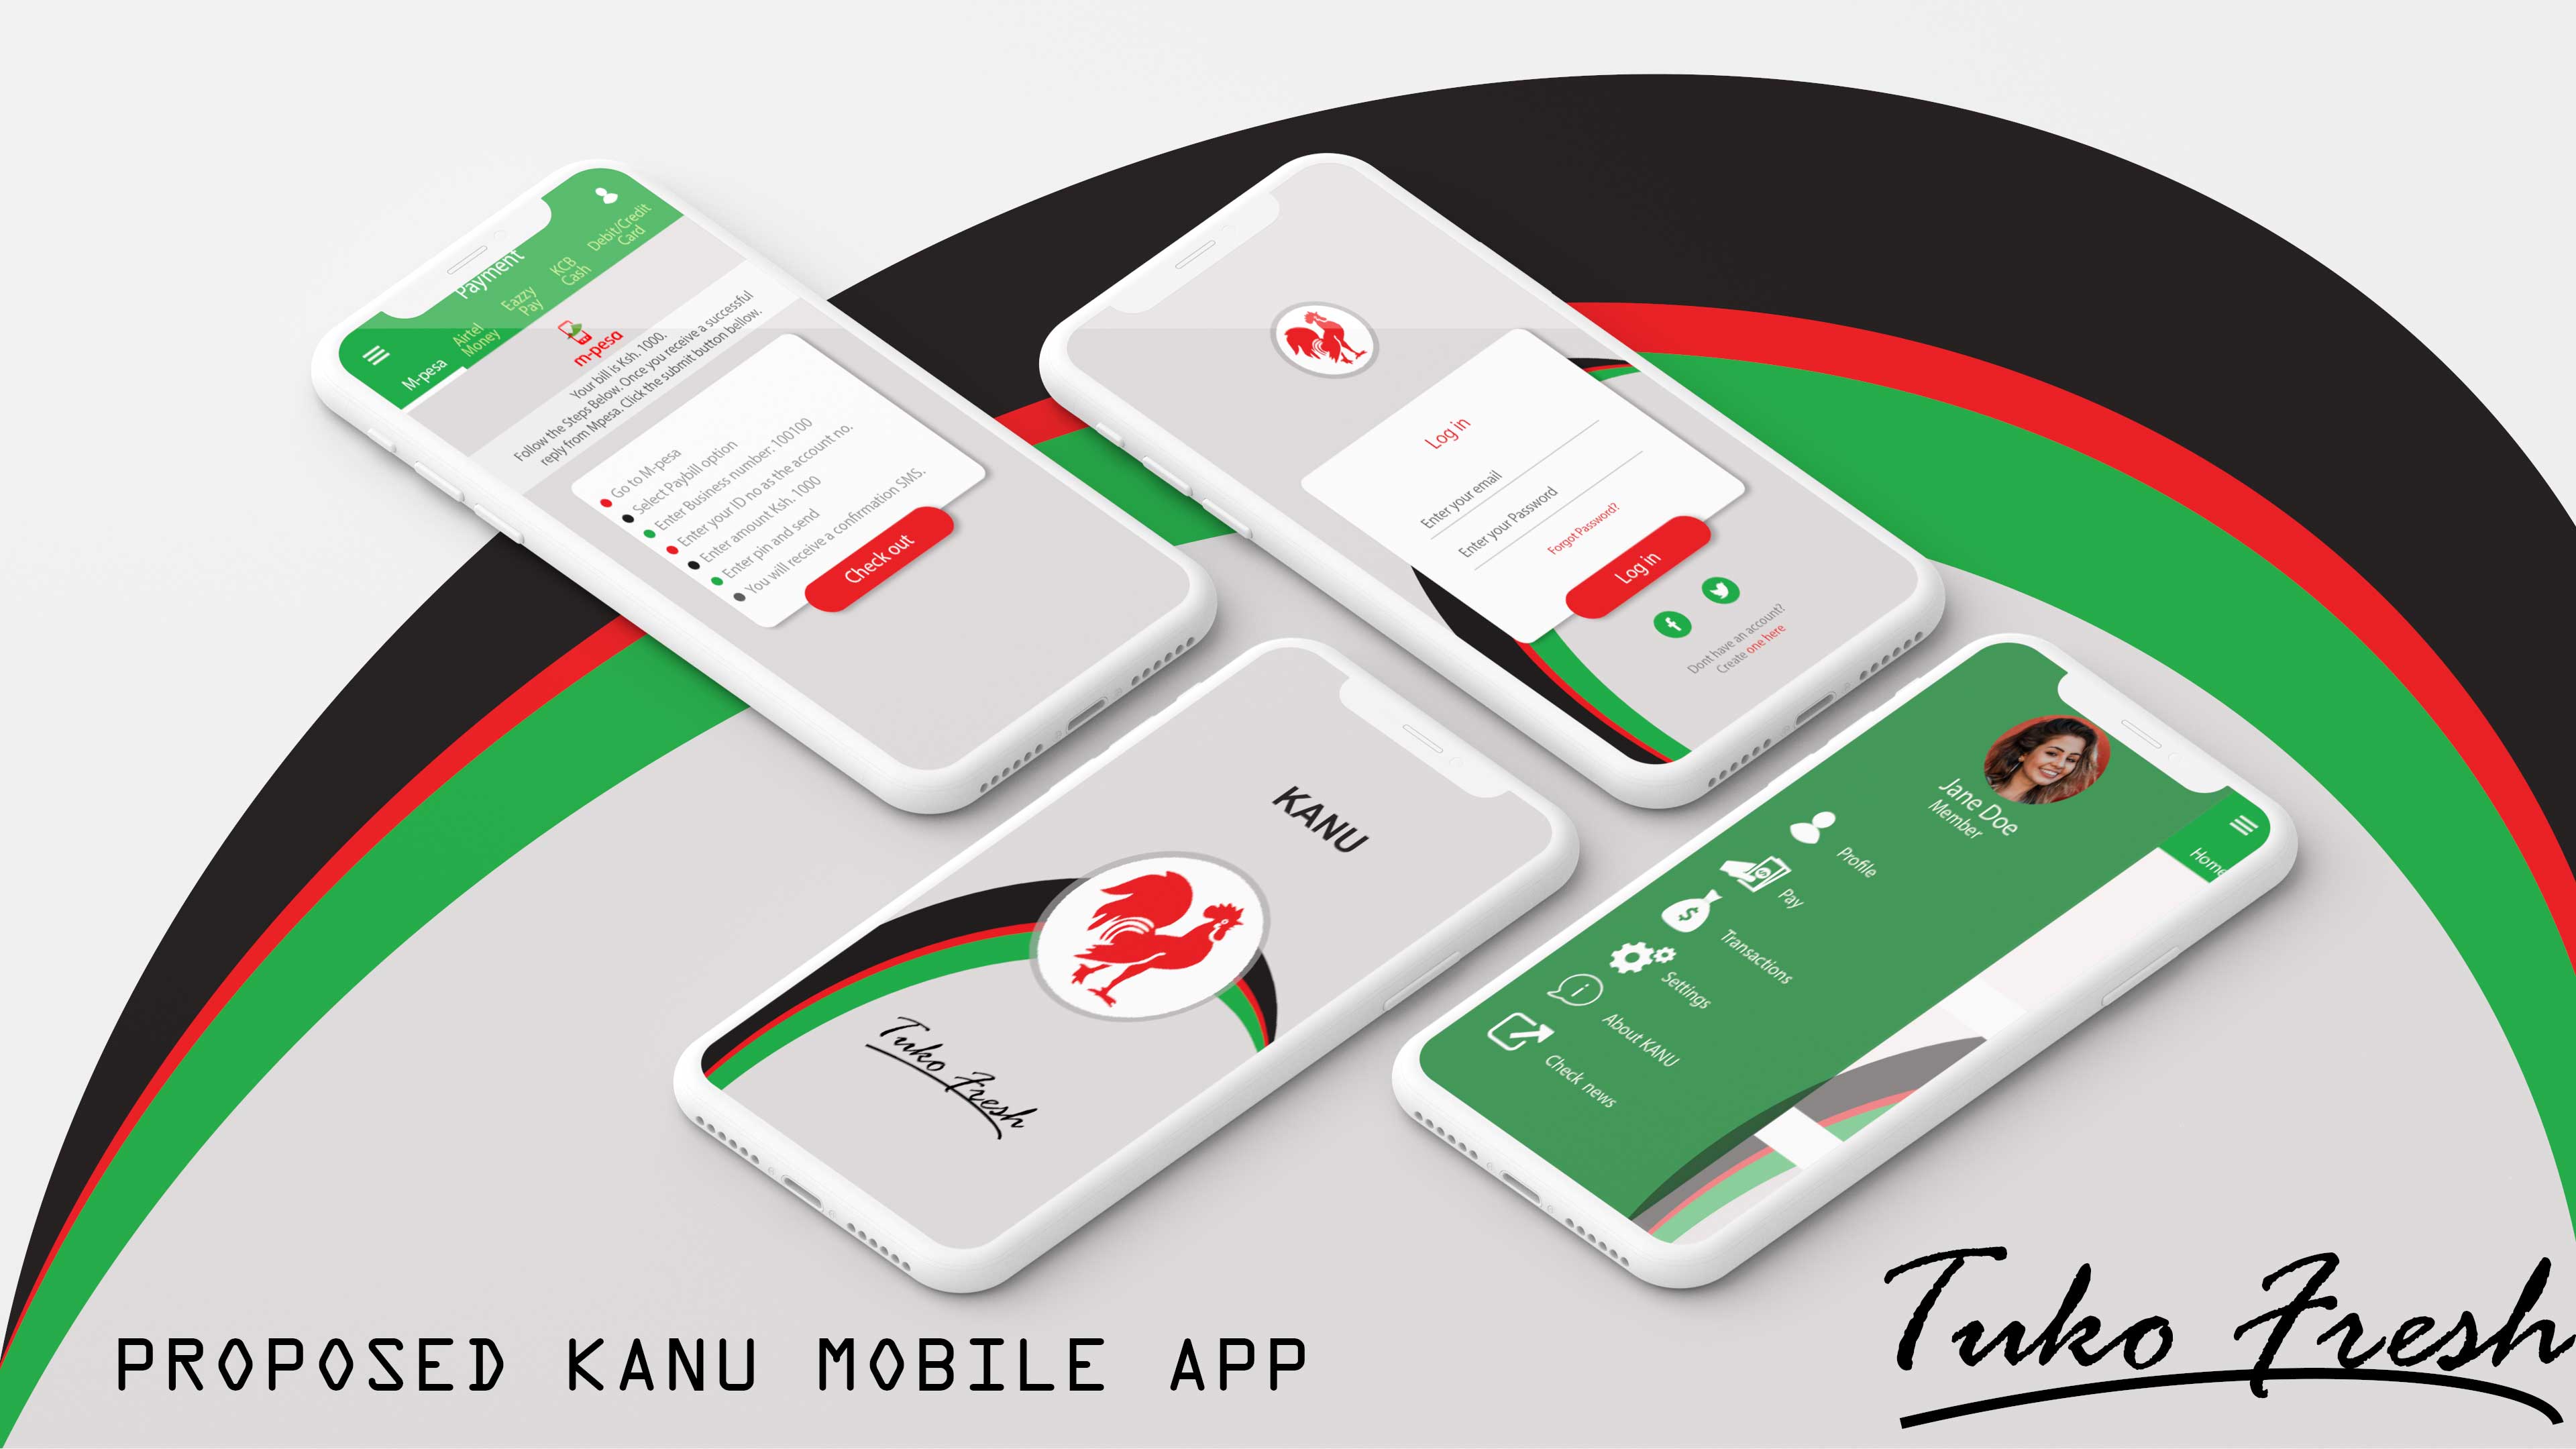 Payment
M-pesa
Airtel
Money
Eazzy
Pay
KCB
Cash
Debit/Credit
Card
m-pesa
Your bill is Ksh. 1000.
Follow the Steps Below. Once you receive a successful
reply from Mpesa. Click the submit button bellow.
Go to M-pesa
Select Paybill option
Enter Business number: 100100
Enter your ID no as the account no.
Enter amount Ksh. 1000
Enter pin and send
You will receive a confirmation SMS.
Check out
Log in
Enter your email
Enter your Password
Forgot Password?
Log in
Dont have an account?
Create one here
KANU
Tuko Fresh
Jane Doe
Member
Profile
Pay
Transactions
Settings
About KANU
Check news
Home
PROPOSED KANU MOBILE APP
Tuko Fresh